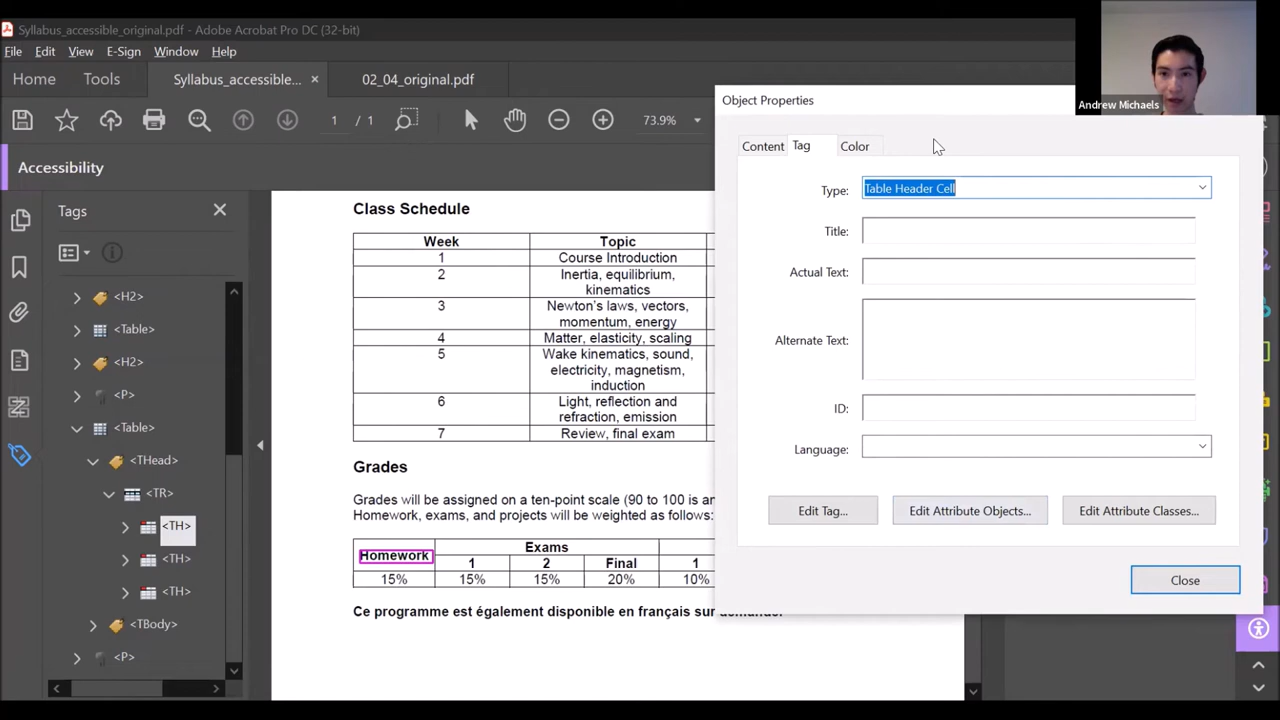 Syllabus_accessible_original.pdf - Adobe Acrobat Pro DC (32-bit)
File Edit View E-Sign Window Help
Home Tools Syllabus_accessible... × 02_04_original.pdf
1 / 1 73.9%
Accessibility
Tags
<H2>
<Table>
<H2>
<P>
<Table>
<THead>
<TR>
<TH>
<TH>
<TH>
<TBody>
<P>
Class Schedule
Week Topic
1 Course Introduction
2 Inertia, equilibrium,
kinematics
3 Newton's laws, vectors,
momentum, energy
4 Matter, elasticity, scaling
5 Wake kinematics, sound,
electricity, magnetism,
induction
6 Light, reflection and
refraction, emission
7 Review, final exam
Grades
Grades will be assigned on a ten-point scale (90 to 100 is an
Homework, exams, and projects will be weighted as follows:
Homework Exams
1 2 Final 1
15% 15% 15% 20% 10%
Ce programme est également disponible en français sur demande.
Object Properties
Content Tag Color
Type: Table Header Cell
Title:
Actual Text:
Alternate Text:
ID:
Language:
Edit Tag... Edit Attribute Objects... Edit Attribute Classes...
Close
Andrew Michaels